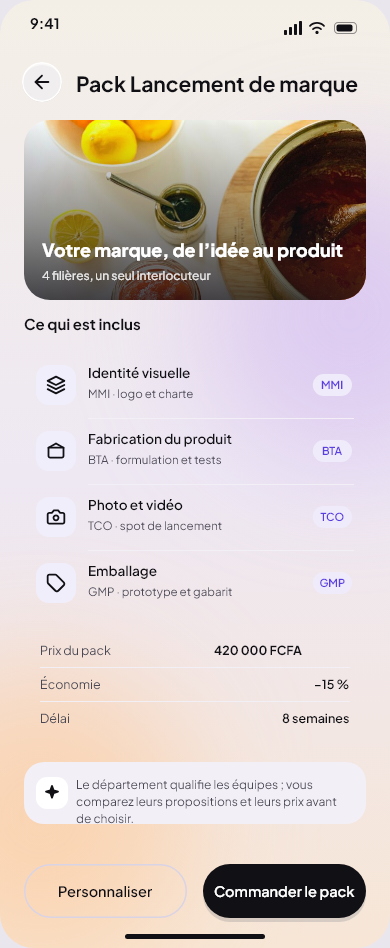 9:41
Pack Lancement de marque
Votre marque, de l'idée au produit
4 filières, un seul interlocuteur
Ce qui est inclus
Identité visuelle
MMI · logo et charte
MMI
Fabrication du produit
BTA · formulation et tests
BTA
Photo et vidéo
TCO · spot de lancement
TCO
Emballage
GMP · prototype et gabarit
GMP
Prix du pack 420 000 FCFA
Économie −15 %
Délai 8 semaines
Le département qualifie les équipes ; vous
comparez leurs propositions et leurs prix avant
de choisir.
Personnaliser
Commander le pack